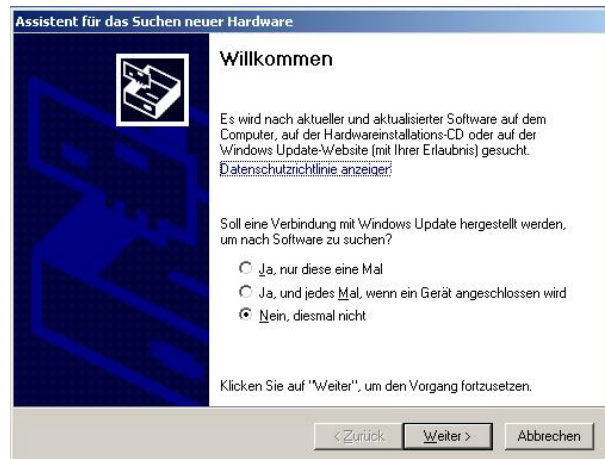 Assistent für das Suchen neuer Hardware
Willkommen
Es wird nach aktueller und aktualisierter Software auf dem
Computer, auf der Hardwareinstallations-CD oder auf der
Windows Update-Website (mit Ihrer Erlaubnis) gesucht.
Datenschutzrichtlinie anzeigen
Soll eine Verbindung mit Windows Update hergestellt werden,
um nach Software zu suchen?
Ja, nur diese eine Mal
Ja, und jedes Mal, wenn ein Gerät angeschlossen wird
Nein, diesmal nicht
Klicken Sie auf "Weiter", um den Vorgang fortzusetzen.
< Zurück Weiter > Abbrechen